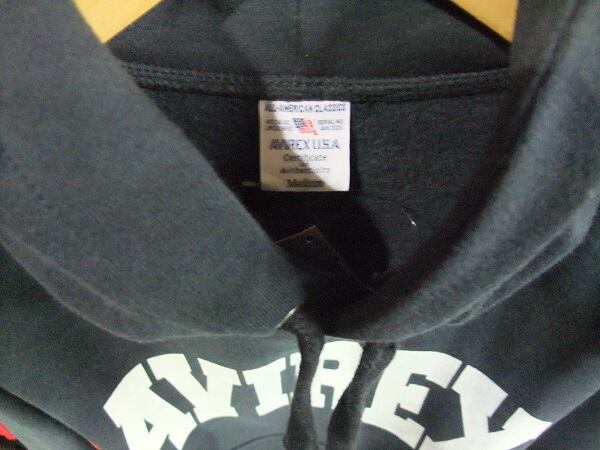 ALL-AMERICAN CLASSICS
AVIREX U.S.A.
Certificate
of
Authenticity
Medium
AVIREX